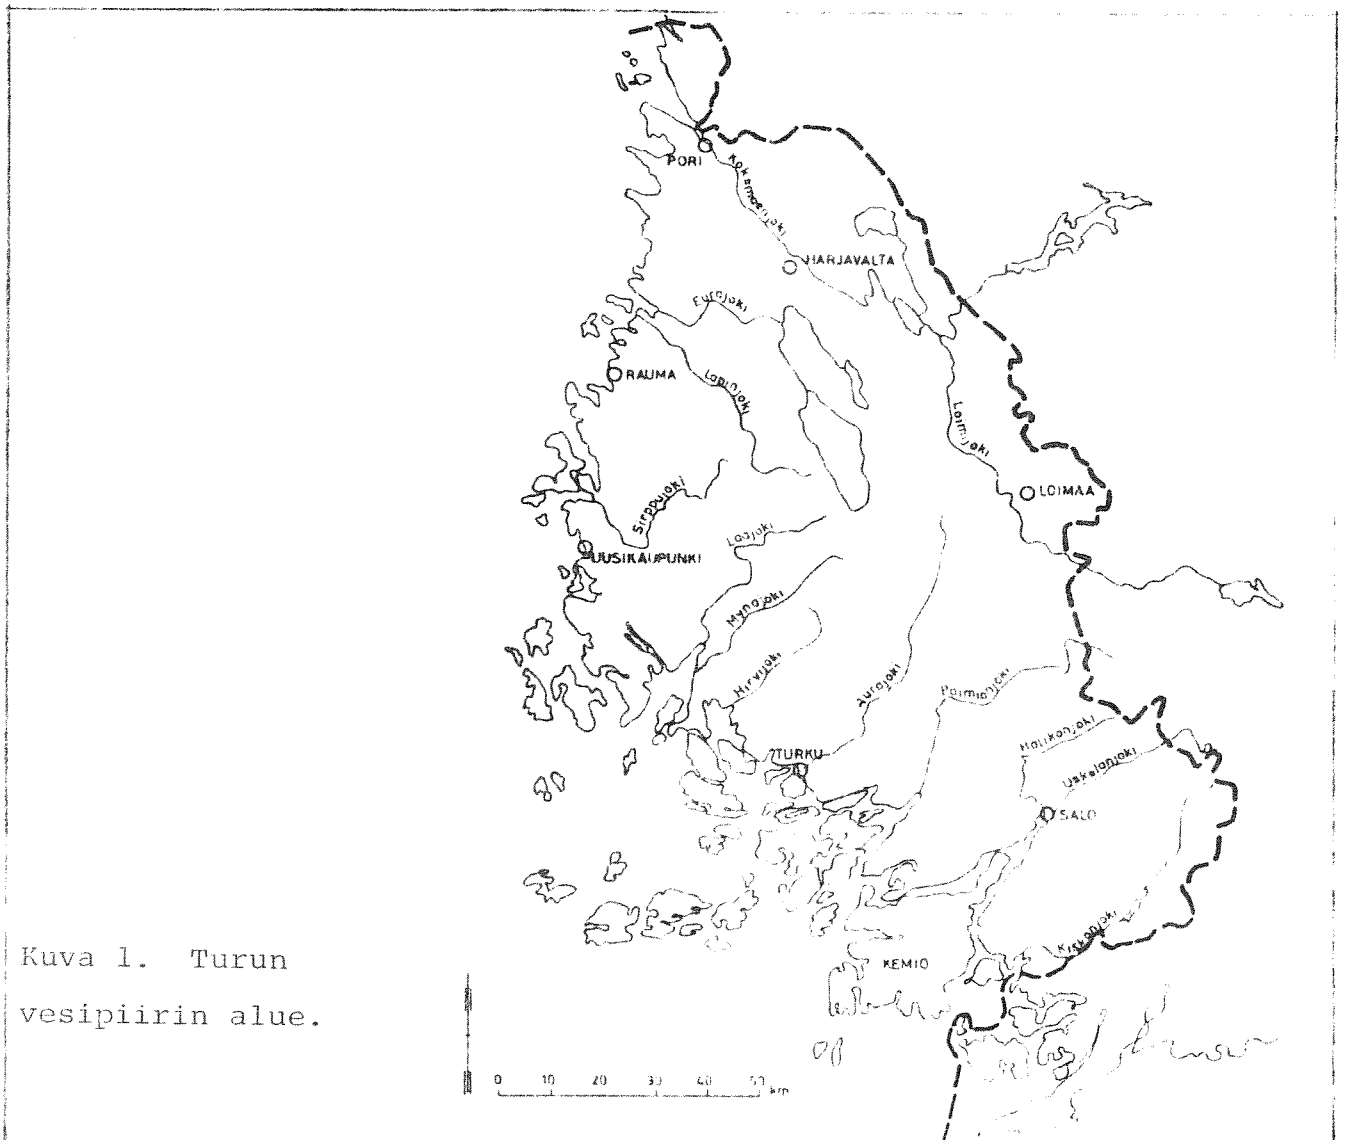 PORI
Kokemäenjoki
HARJAVALTA
Eurajoki
RAUMA
Lapinjoki
Loimijoki
LOIMAA
Sirppujoki
UUSIKAUPUNKI
Laajoki
Mynäjoki
Hirvijoki
Aurajoki
Paimionjoki
Halikonjoki
Uskelanjoki
TURKU
SALO
Kiskonjoki
KEMIÖ
Kuva 1. Turun
vesipiirin alue.
0 10 20 30 40 50 km